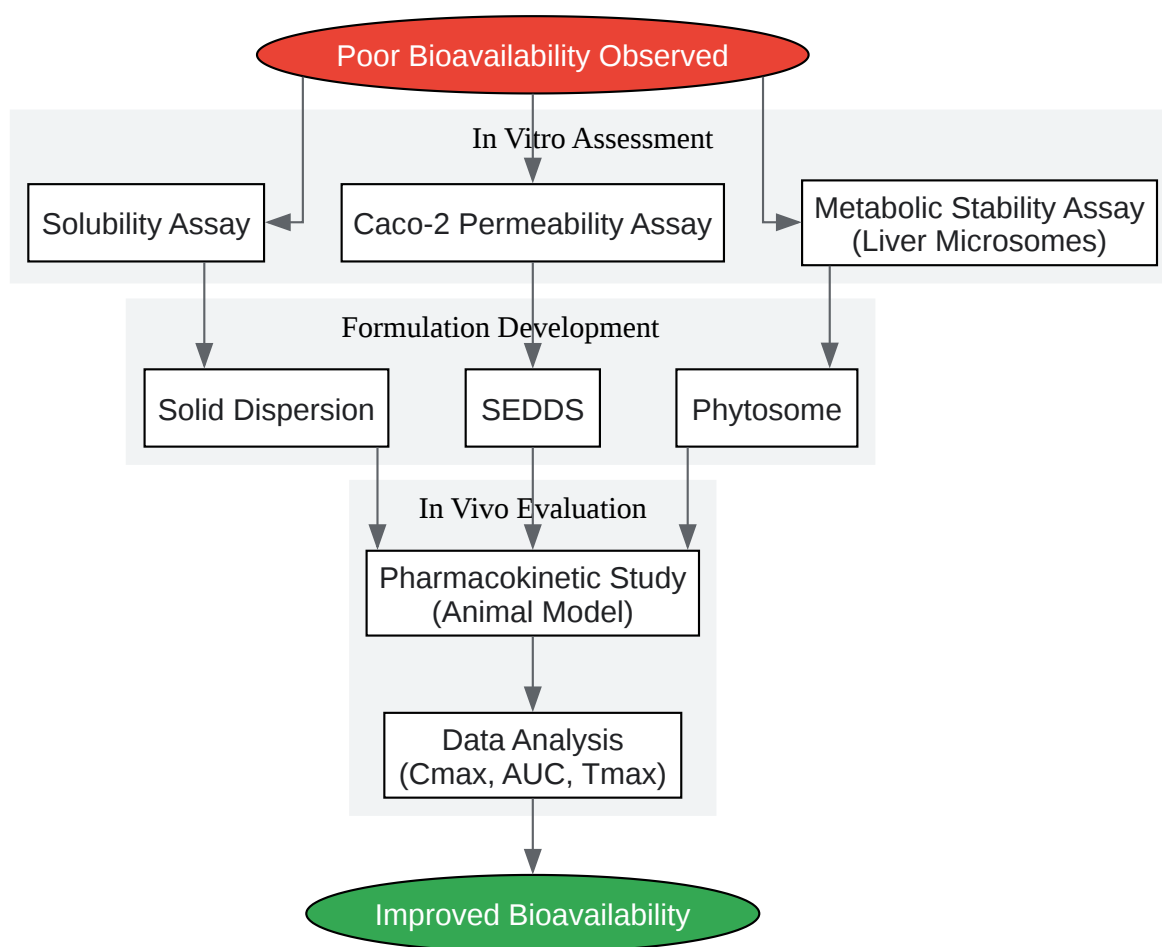 Poor Bioavailability Observed
In Vitro Assessment
Solubility Assay
Caco-2 Permeability Assay
Metabolic Stability Assay
(Liver Microsomes)
Formulation Development
Solid Dispersion
SEDDS
Phytosome
In Vivo Evaluation
Pharmacokinetic Study
(Animal Model)
Data Analysis
(Cmax, AUC, Tmax)
Improved Bioavailability